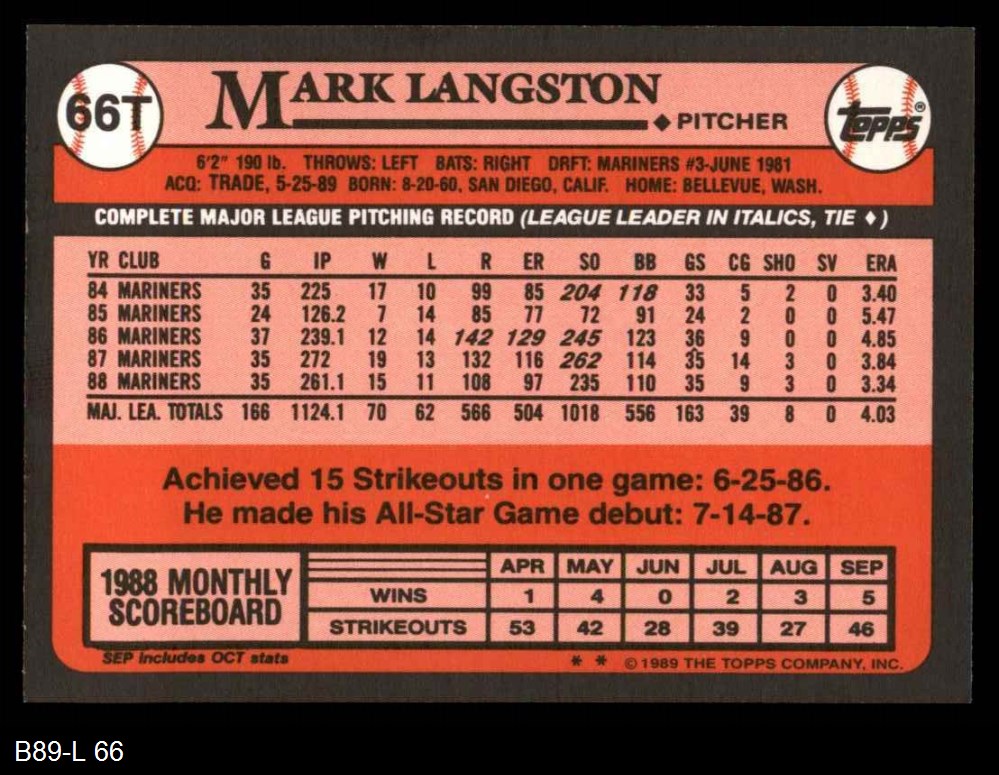 66T
MARK LANGSTON
♦ PITCHER
TOPPS®
6'2" 190 lb. THROWS: LEFT BATS: RIGHT DRFT: MARINERS #3-JUNE 1981
ACQ: TRADE, 5-25-89 BORN: 8-20-60, SAN DIEGO, CALIF. HOME: BELLEVUE, WASH.
COMPLETE MAJOR LEAGUE PITCHING RECORD (LEAGUE LEADER IN ITALICS, TIE ♦)
YR CLUB G IP W L R ER SO BB GS CG SHO SV ERA
84 MARINERS 35 225 17 10 99 85 204 118 33 5 2 0 3.40
85 MARINERS 24 126.2 7 14 85 77 72 91 24 2 0 0 5.47
86 MARINERS 37 239.1 12 14 142 129 245 123 36 9 0 0 4.85
87 MARINERS 35 272 19 13 132 116 262 114 35 14 3 0 3.84
88 MARINERS 35 261.1 15 11 108 97 235 110 35 9 3 0 3.34
MAJ. LEA. TOTALS 166 1124.1 70 62 566 504 1018 556 163 39 8 0 4.03
Achieved 15 Strikeouts in one game: 6-25-86.
He made his All-Star Game debut: 7-14-87.
1988 MONTHLY
SCOREBOARD
APR MAY JUN JUL AUG SEP
WINS 1 4 0 2 3 5
STRIKEOUTS 53 42 28 39 27 46
SEP includes OCT stats
* * © 1989 THE TOPPS COMPANY, INC.
B89-L 66